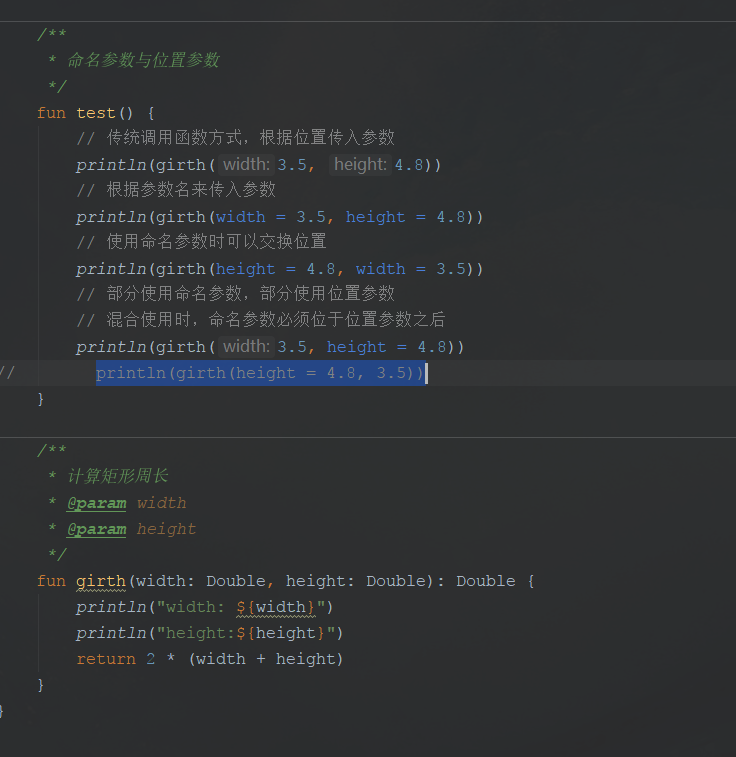 /**
 * 命名参数与位置参数
 */
fun test() {
    // 传统调用函数方式，根据位置传入参数
    println(girth( width: 3.5,  height: 4.8))
    // 根据参数名来传入参数
    println(girth(width = 3.5, height = 4.8))
    // 使用命名参数时可以交换位置
    println(girth(height = 4.8, width = 3.5))
    // 部分使用命名参数，部分使用位置参数
    // 混合使用时，命名参数必须位于位置参数之后
    println(girth( width: 3.5, height = 4.8))
//        println(girth(height = 4.8, 3.5))
}
/**
 * 计算矩形周长
 * @param width
 * @param height
 */
fun girth(width: Double, height: Double): Double {
    println("width: ${width}")
    println("height:${height}")
    return 2 * (width + height)
}
}